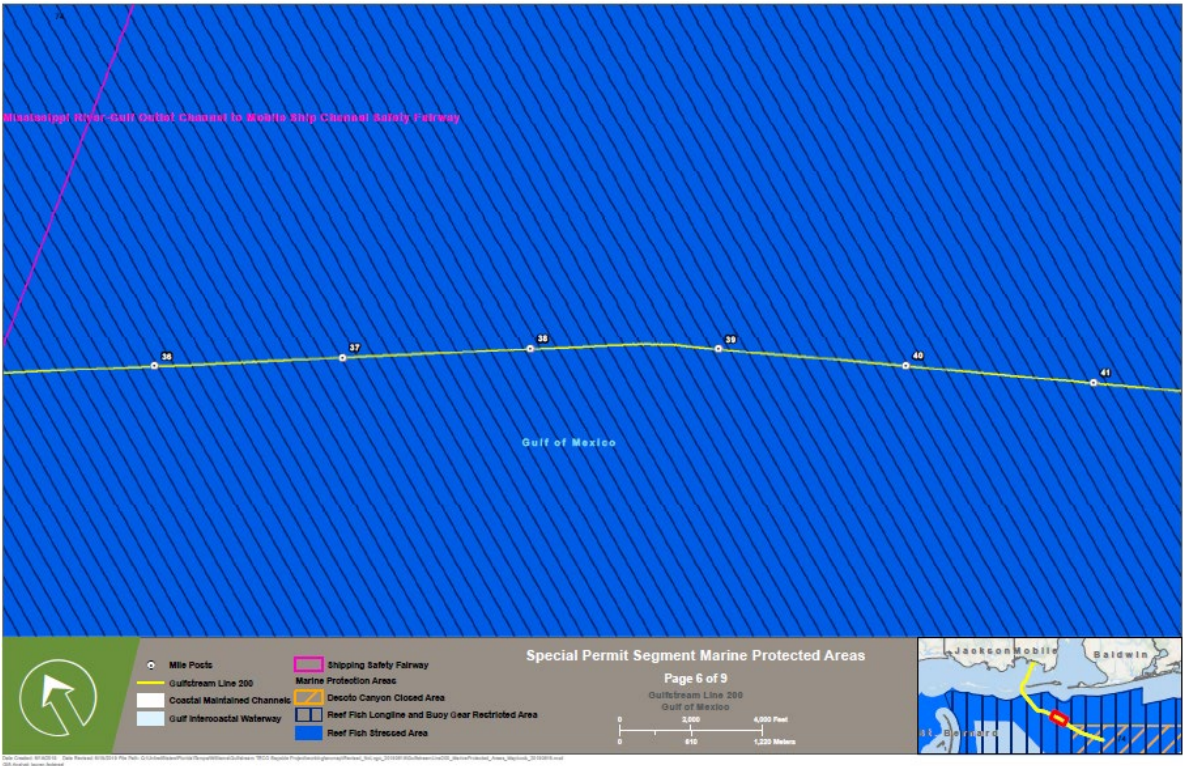 74
Mississippi River-Gulf Outlet Channel to Mobile Ship Channel Safety Fairway
36
37
38
39
40
41
Gulf of Mexico
Mile Posts
Gulfstream Line 200
Coastal Maintained Channels
Gulf Intercoastal Waterway
Shipping Safety Fairway
Marine Protection Areas
Desoto Canyon Closed Area
Reef Fish Longline and Buoy Gear Restricted Area
Reef Fish Stressed Area
Special Permit Segment Marine Protected Areas
Page 6 of 9
Gulfstream Line 200
Gulf of Mexico
0 2,000 4,000 Feet
0 610 1,220 Meters
Jackson Mobile
Baldwin
St. Bernard
74